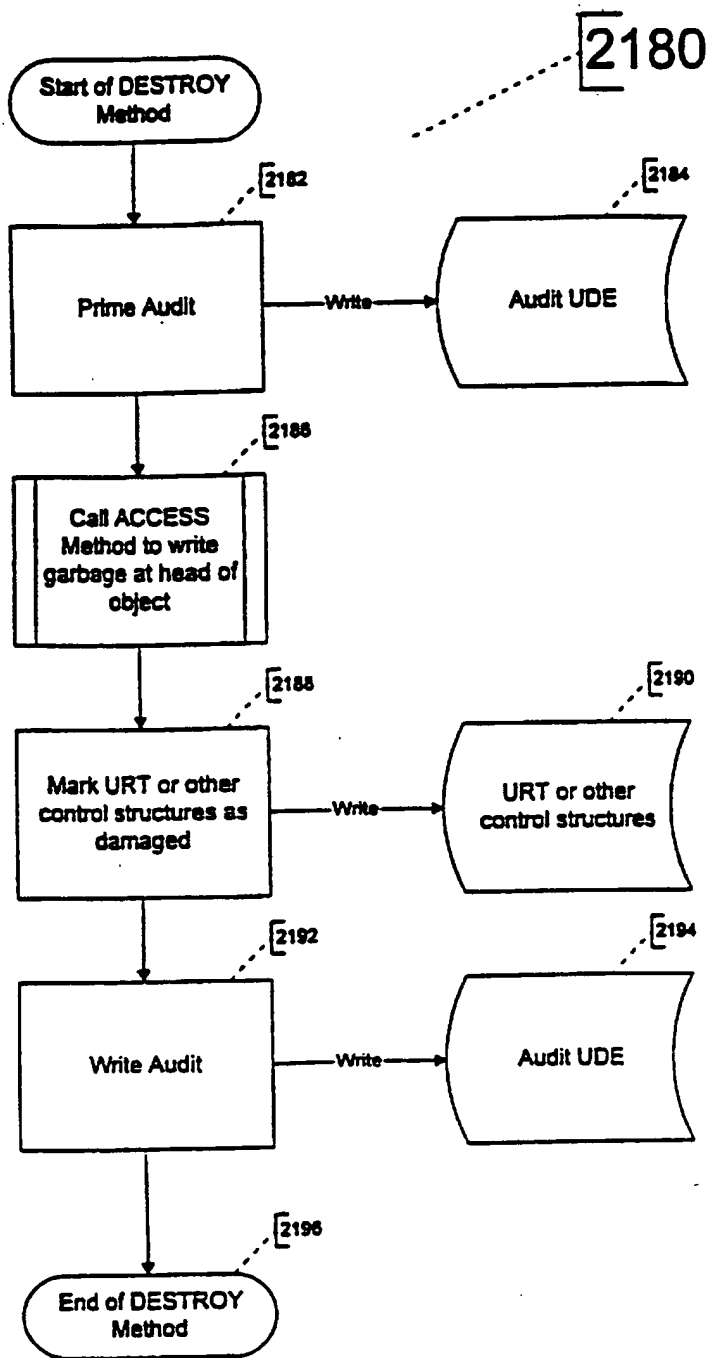 2180
Start of DESTROY
Method
2182
2184
Prime Audit
Write
Audit UDE
2186
Call ACCESS
Method to write
garbage at head of
object
2188
2190
Mark URT or other
control structures as
damaged
Write
URT or other
control structures
2192
2194
Write Audit
Write
Audit UDE
2196
End of DESTROY
Method